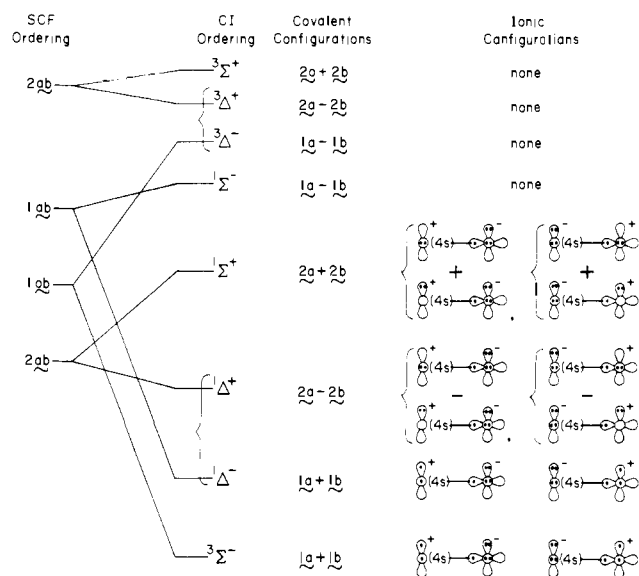 SCF CI Covalent Ionic
Ordering Ordering Configurations Canfiguratians
2ab ³Σ⁺ 2a + 2b none
³Δ⁺ 2a − 2b none
³Δ⁻ 1a − 1b none
1ab ¹Σ⁻ 1a − 1b none
1ab ¹Σ⁺ 2a + 2b (4s) + − (4s) − +
+ +
(4s) , (4s)
2ab ¹Δ⁺ 2a − 2b (4s) + − (4s) − +
− −
(4s) , (4s)
¹Δ⁻ 1a + 1b + (4s) − − (4s) +
³Σ⁻ 1a + 1b + (4s) − − (4s) +